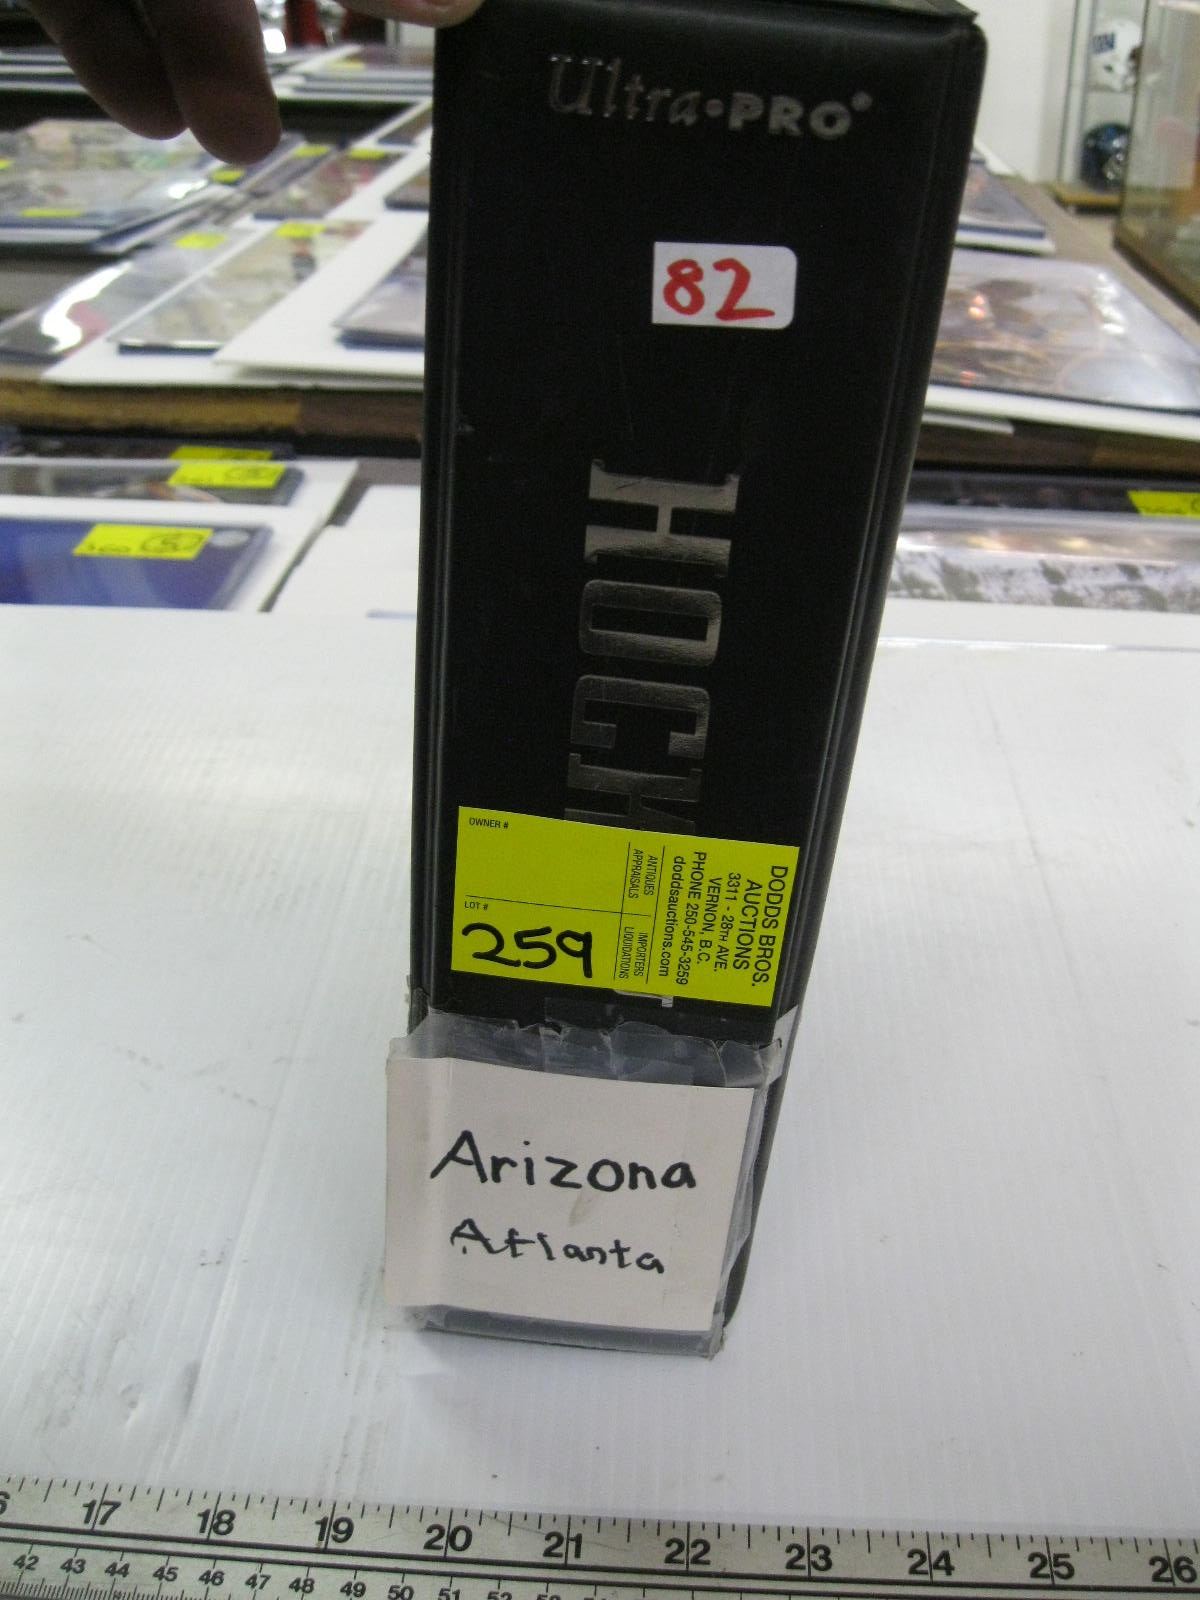 Ultra•PRO®
82
HOCK
OWNER #
LOT #
259
ANTIQUES
APPRAISALS
IMPORTERS
LIQUIDATIONS
DODDS BROS.
AUCTIONS
3311 - 28TH AVE.
VERNON, B.C.
PHONE 250-545-3259
doddsauctions.com
Arizona
Atlanta
17 18 19 20 21 22 23 24 25 26
42 43 44 45 46 47 48 49 50 51 52